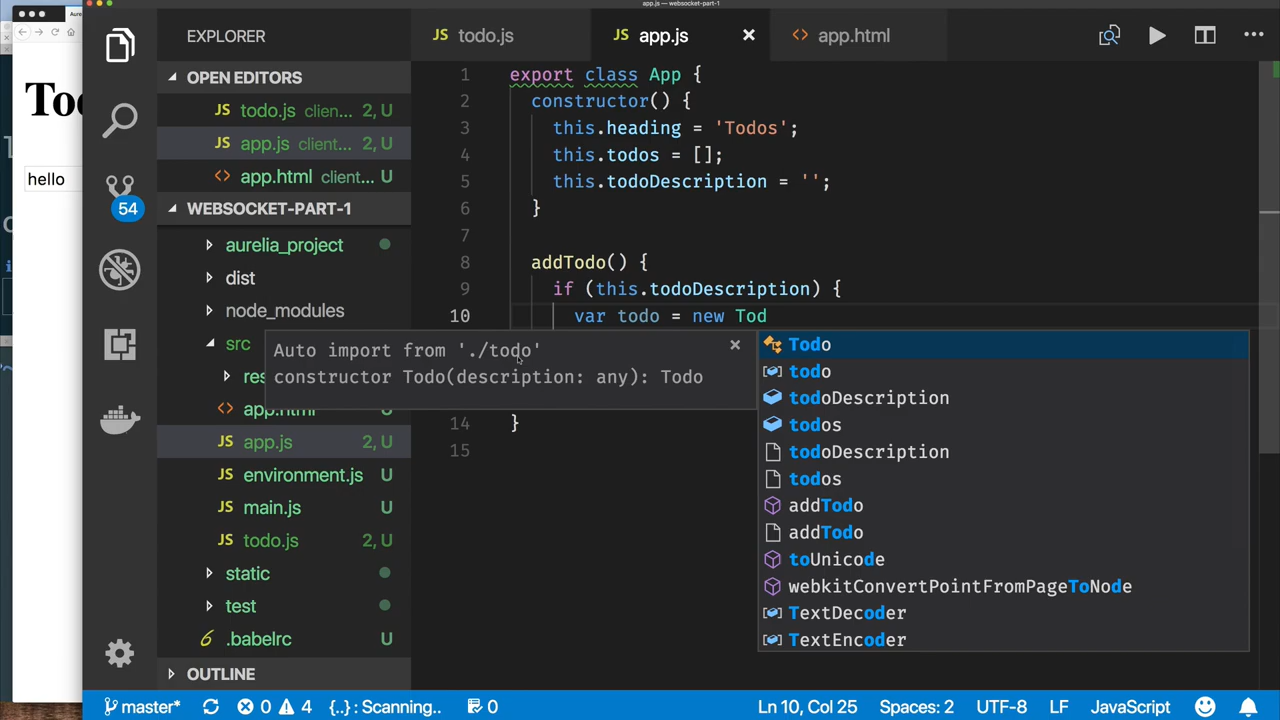 app.js — websocket-part-1
EXPLORER
OPEN EDITORS
JS todo.js clien... 2, U
JS app.js client... 2, U
<> app.html client... U
WEBSOCKET-PART-1
aurelia_project
dist
node_modules
src
app.html
JS app.js 2, U
JS environment.js U
JS main.js U
JS todo.js 2, U
static
test
.babelrc U
OUTLINE
54
hello
JS todo.js
JS app.js
<> app.html
1 export class App {
2 constructor() {
3 this.heading = 'Todos';
4 this.todos = [];
5 this.todoDescription = '';
6 }
7
8 addTodo() {
9 if (this.todoDescription) {
10 var todo = new Tod
14 }
15
Auto import from './todo'
constructor Todo(description: any): Todo
Todo
todo
todoDescription
todos
todoDescription
todos
addTodo
addTodo
toUnicode
webkitConvertPointFromPageToNode
TextDecoder
TextEncoder
master*
0
4
{..} : Scanning..
0
Ln 10, Col 25
Spaces: 2
UTF-8
LF
JavaScript